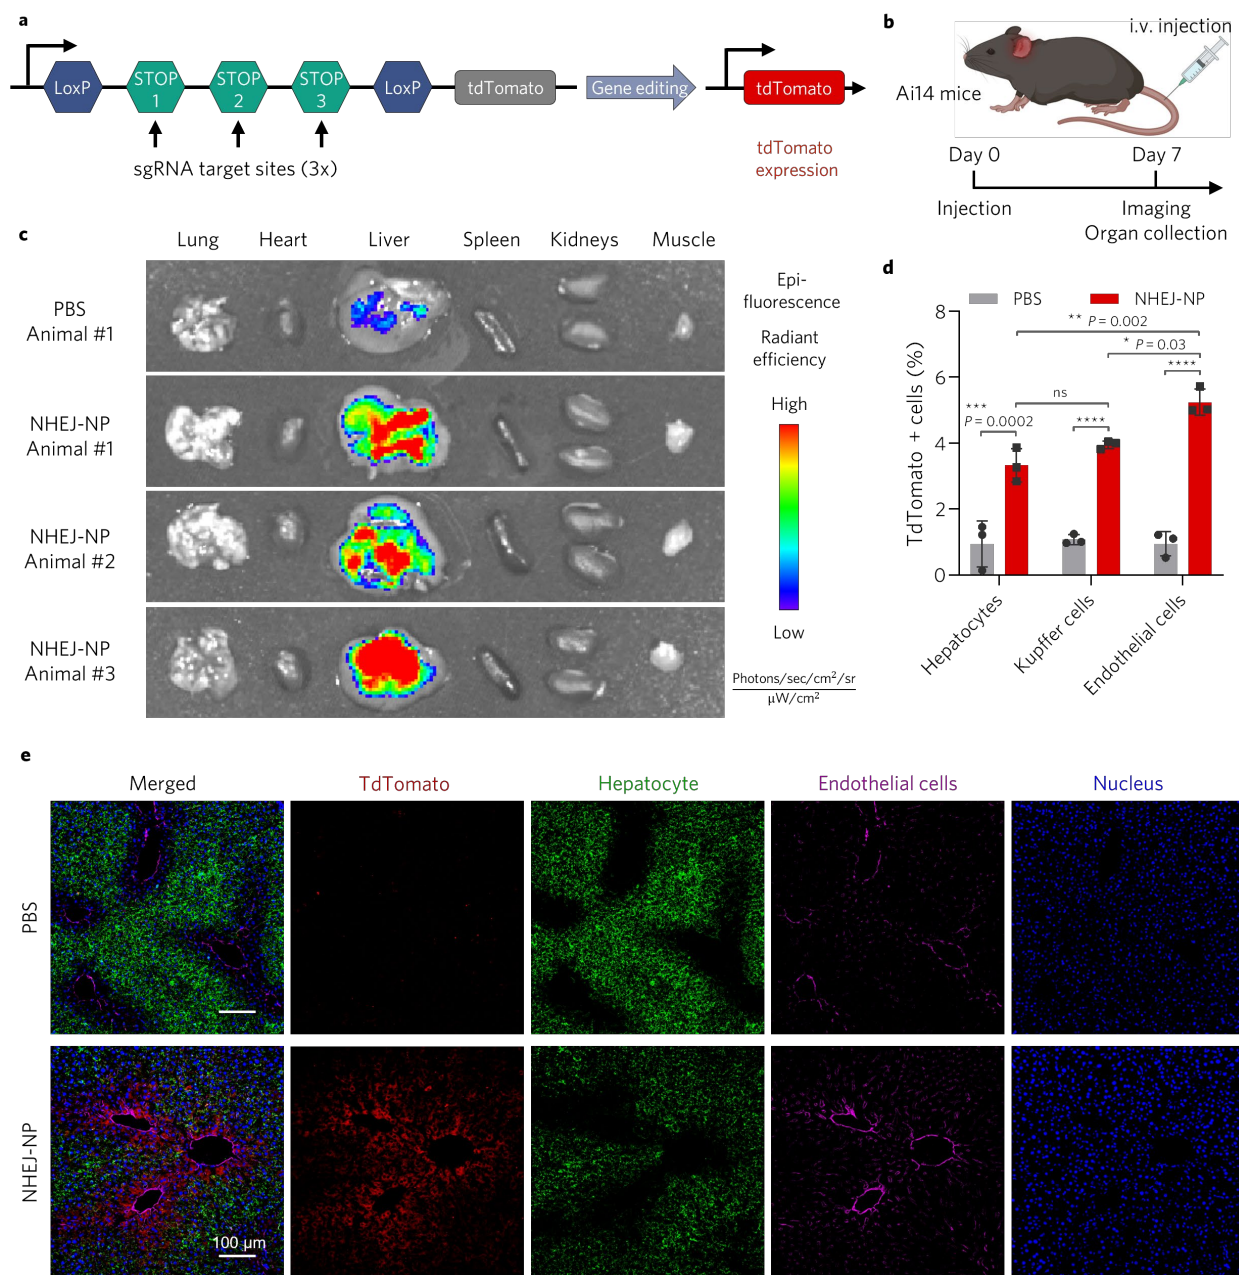 a
LoxP
STOP
1
STOP
2
STOP
3
LoxP
tdTomato
Gene editing
tdTomato
sgRNA target sites (3x)
tdTomato
expression
b
i.v. injection
Ai14 mice
Day 0
Day 7
Injection
Imaging
Organ collection
c
Lung
Heart
Liver
Spleen
Kidneys
Muscle
PBS
Animal #1
NHEJ-NP
Animal #1
NHEJ-NP
Animal #2
NHEJ-NP
Animal #3
Epi-
fluorescence
Radiant
efficiency
High
Low
Photons/sec/cm²/sr
μW/cm²
d
PBS
NHEJ-NP
TdTomato + cells (%)
8
6
4
2
0
** P = 0.002
* P = 0.03
****
ns
***
P = 0.0002
****
Hepatocytes
Kupffer cells
Endothelial cells
e
Merged
TdTomato
Hepatocyte
Endothelial cells
Nucleus
PBS
NHEJ-NP
100 μm